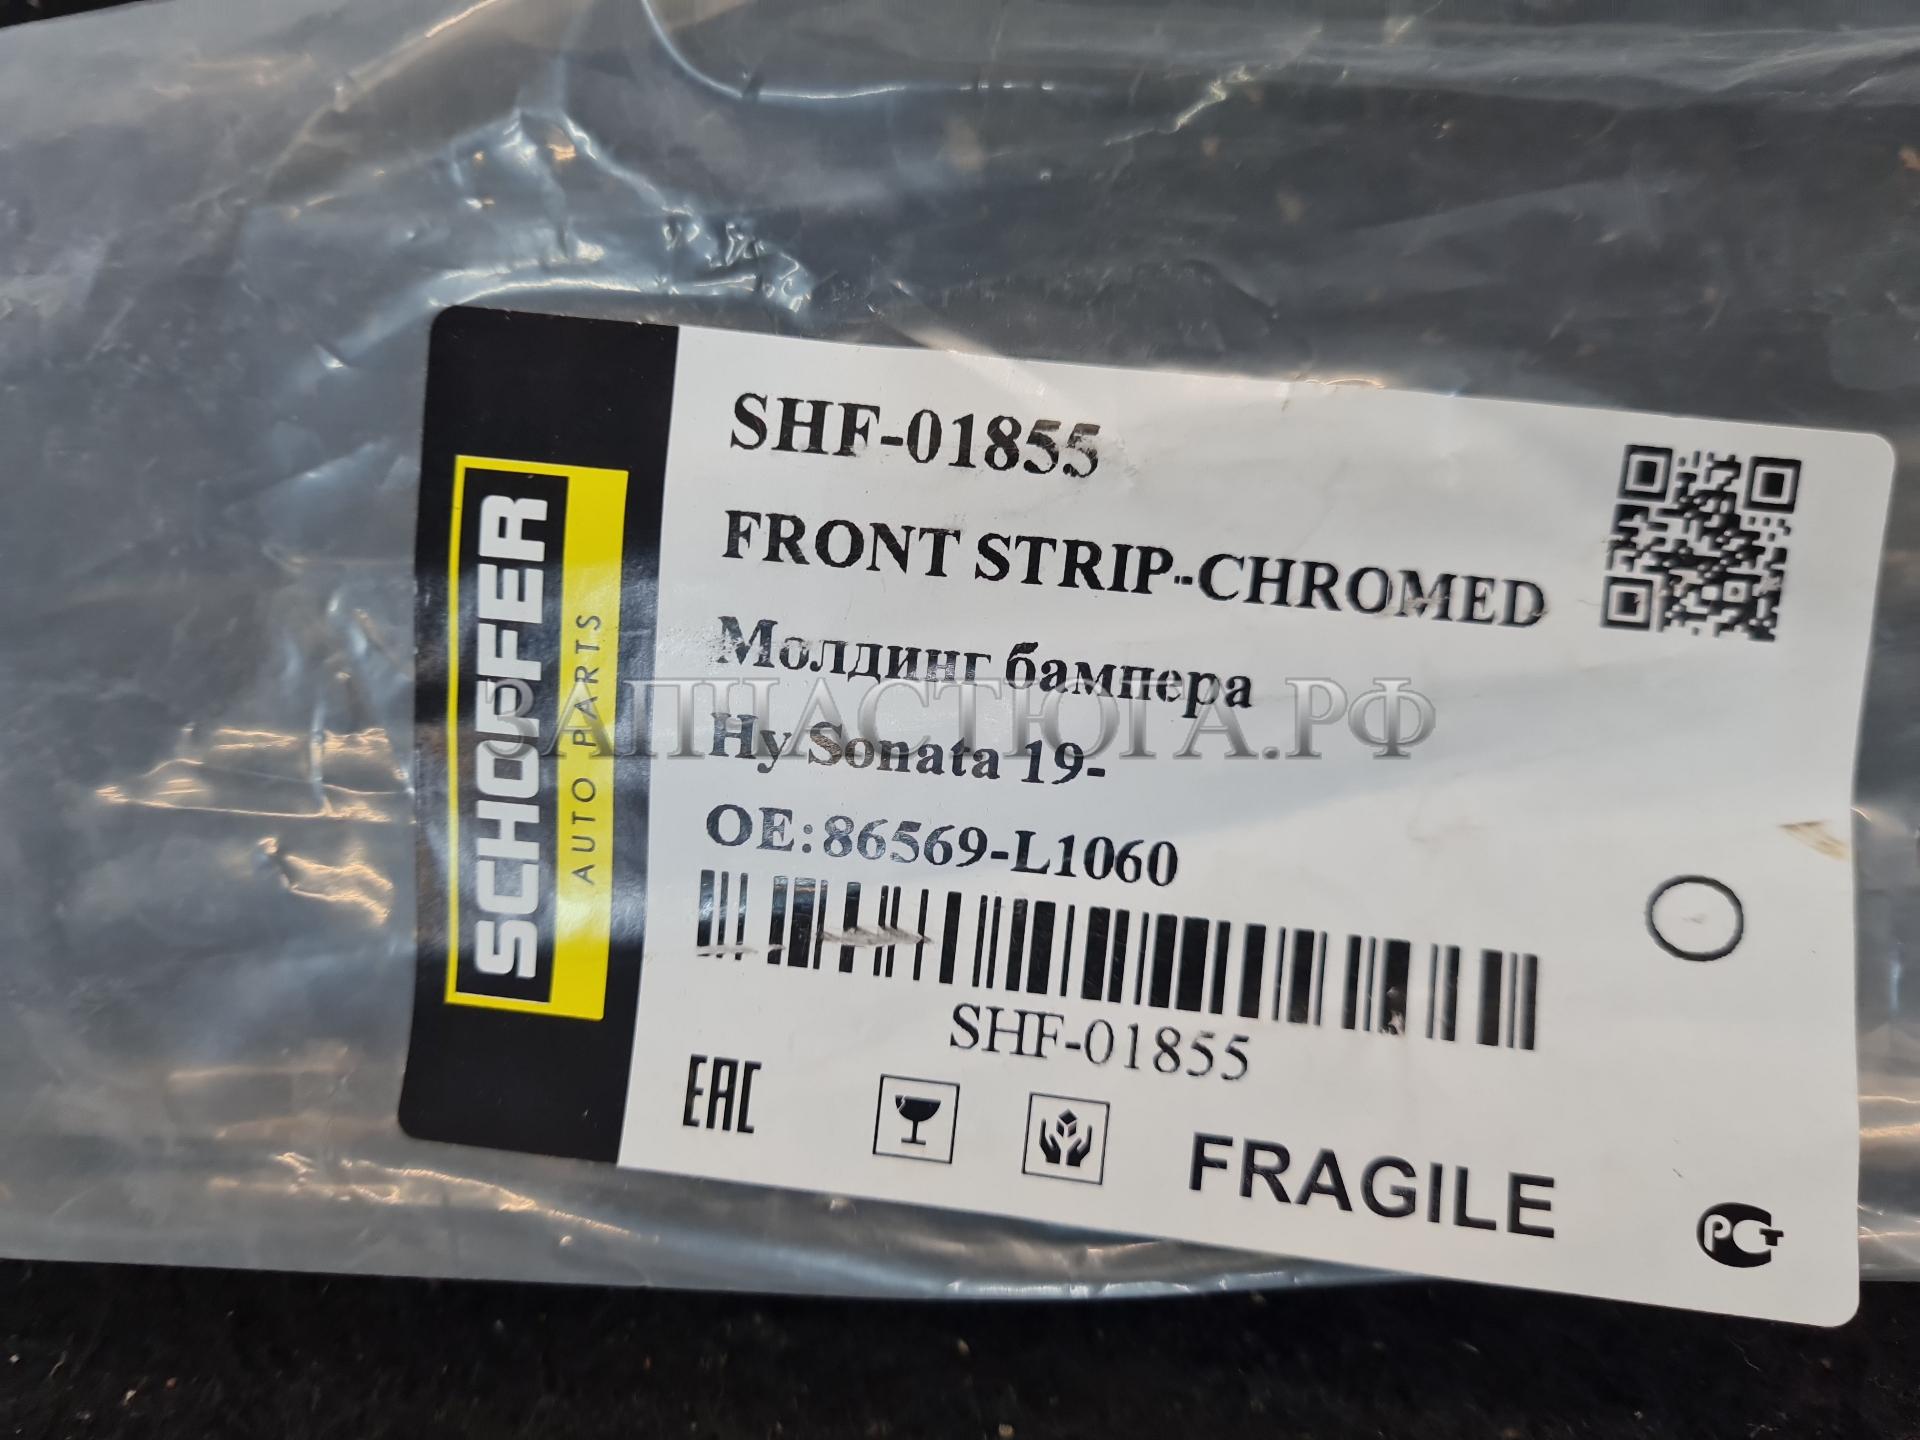 SHF-01855
FRONT STRIP-CHROMED
Молдинг бампера
ЗАПЧАСТЮГА.РФ
Hy Sonata 19-
OE:86569-L1060
SHF-01855
EAC
FRAGILE
РСТ
SCHOFFER
AUTO PARTS